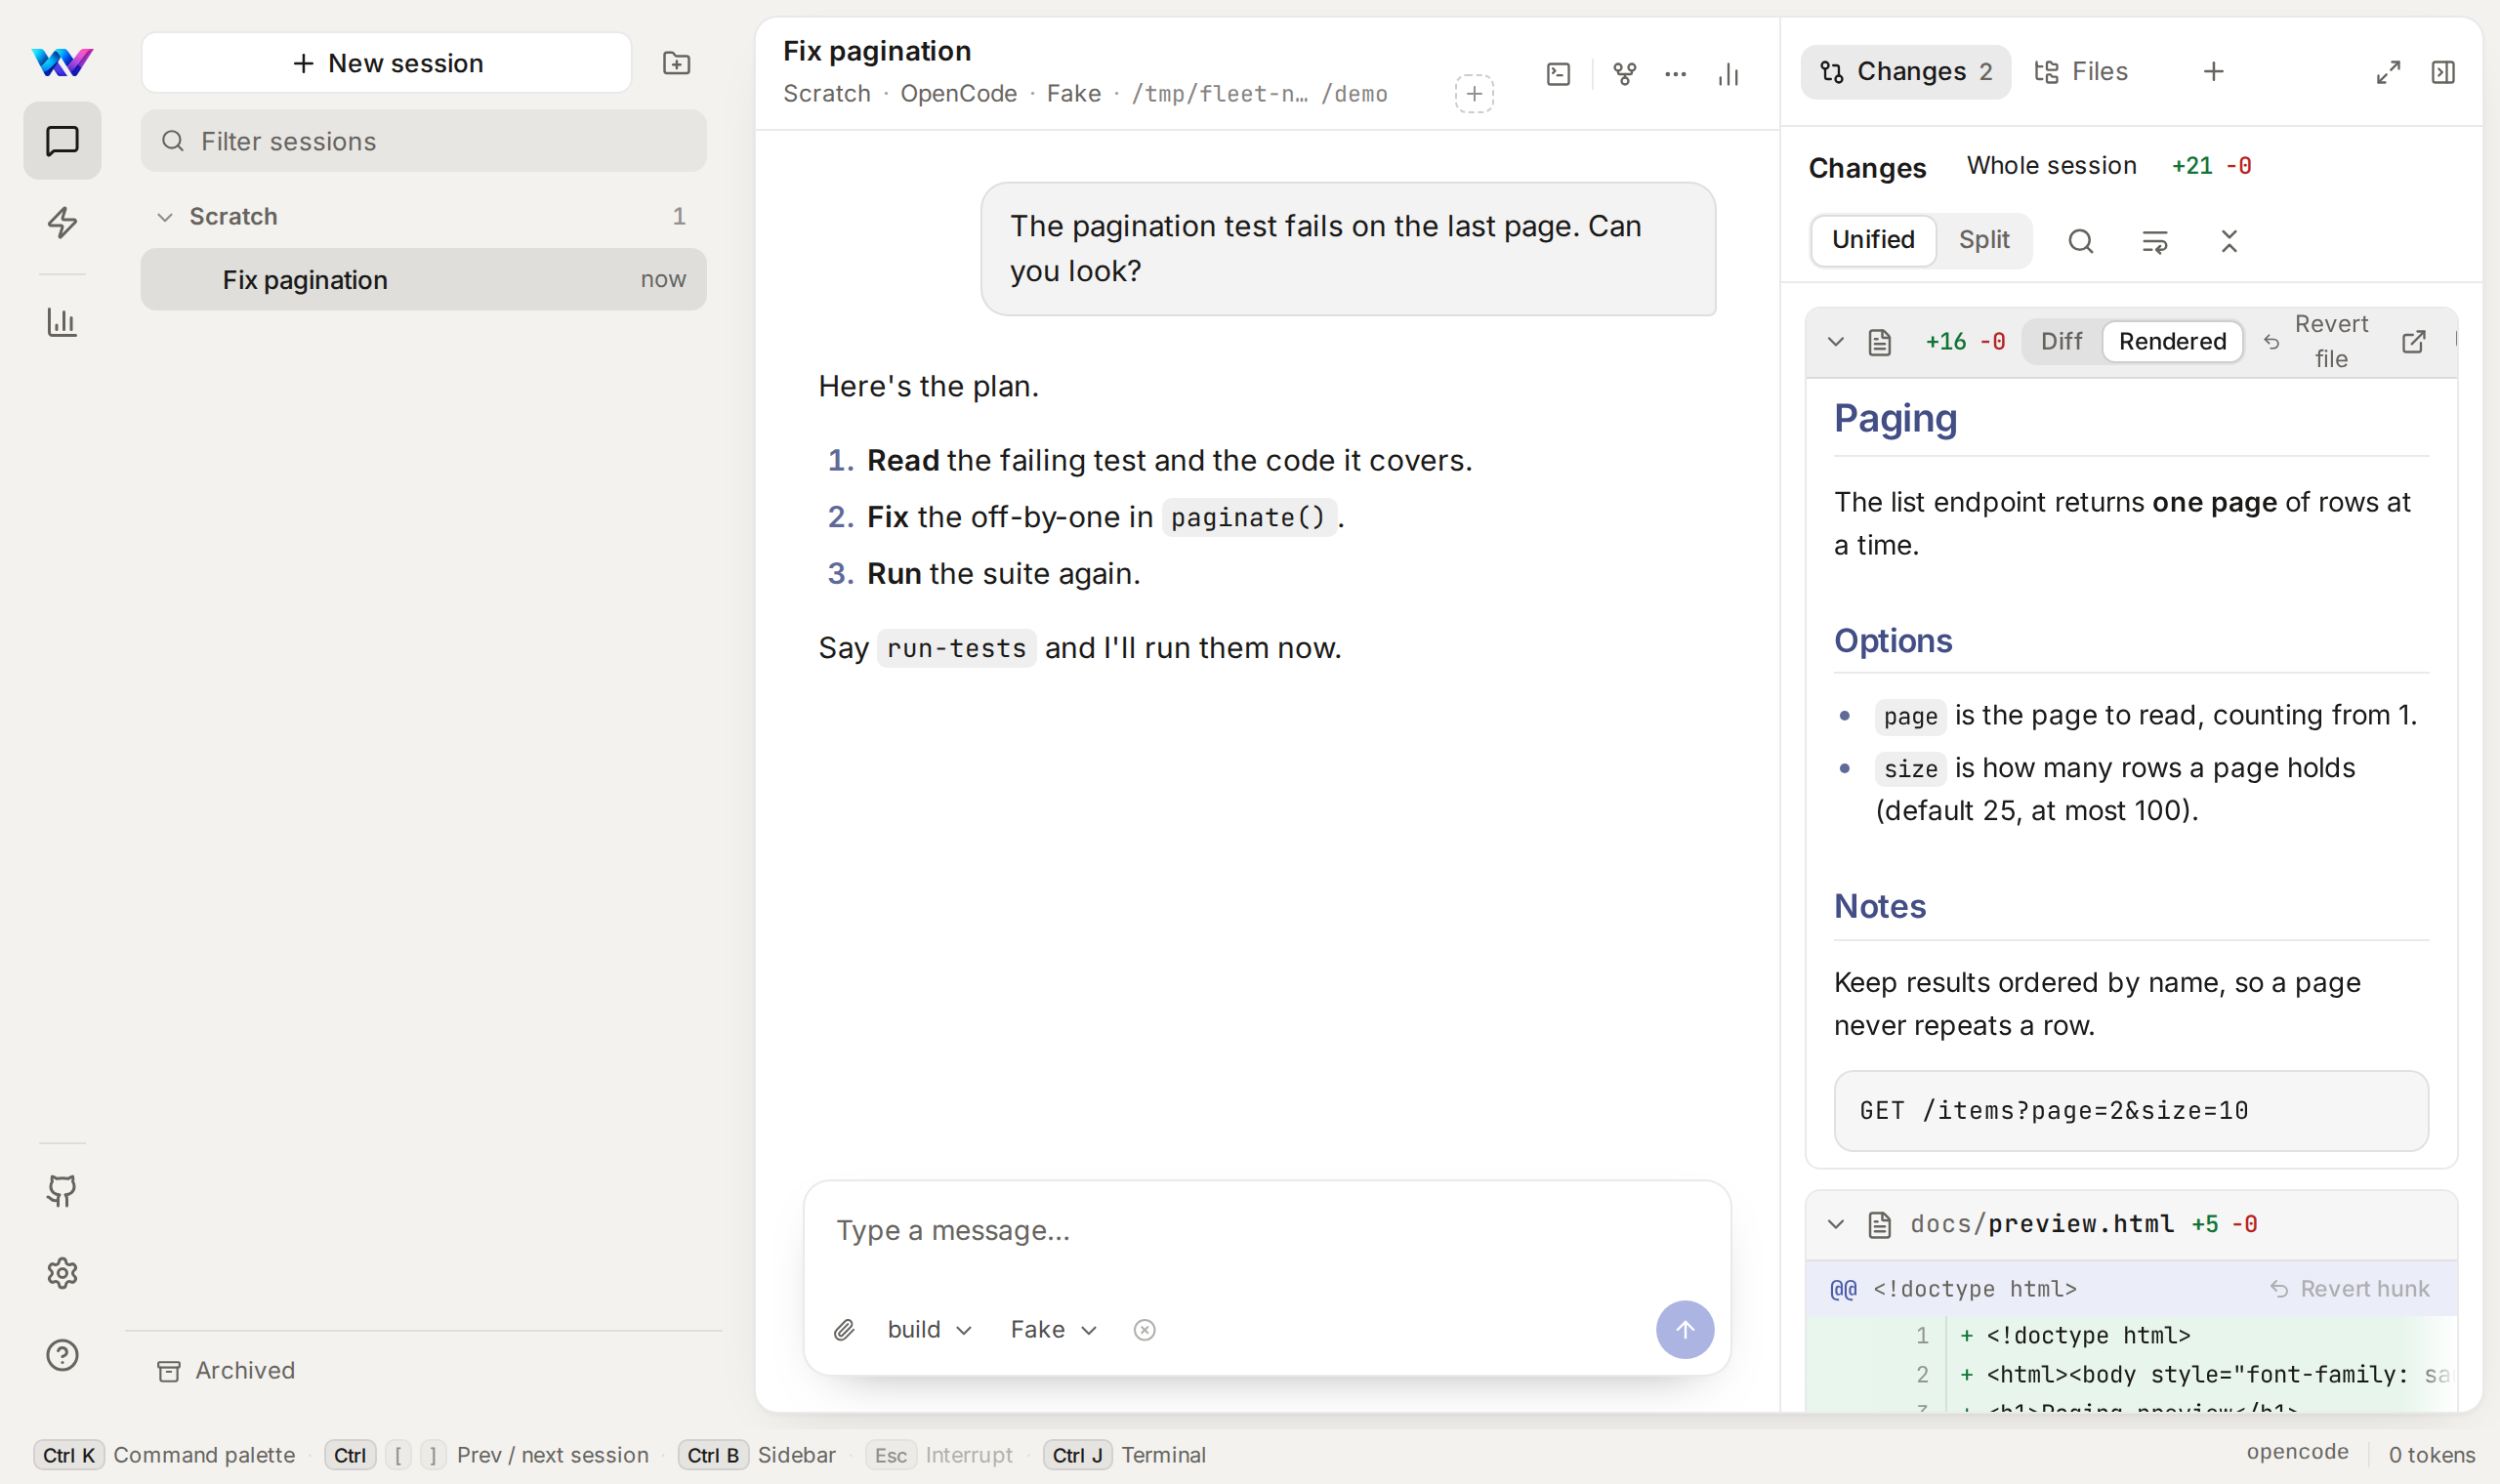 New session
Filter sessions
Scratch 1
Fix pagination now
Archived
Fix pagination
Scratch · OpenCode · Fake · /tmp/fleet-n… /demo
The pagination test fails on the last page. Can
you look?
Here's the plan.
1. Read the failing test and the code it covers.
2. Fix the off-by-one in paginate().
3. Run the suite again.
Say run-tests and I'll run them now.
Type a message...
build Fake
Changes 2 Files
Changes Whole session +21 -0
Unified Split
+16 -0 Diff Rendered Revert
file
Paging
The list endpoint returns one page of rows at
a time.
Options
• page is the page to read, counting from 1.
• size is how many rows a page holds
(default 25, at most 100).
Notes
Keep results ordered by name, so a page
never repeats a row.
GET /items?page=2&size=10
docs/preview.html +5 -0
@@ <!doctype html> Revert hunk
1 + <!doctype html>
2 + <html><body style="font-family: sa
3 + <h1>Paging preview</h1>
Ctrl K Command palette · Ctrl [ ] Prev / next session · Ctrl B Sidebar · Esc Interrupt · Ctrl J Terminal
opencode 0 tokens